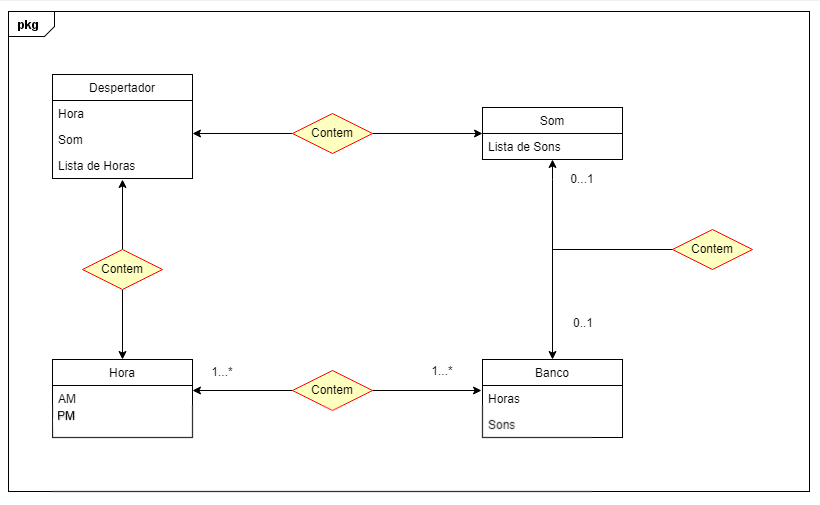 pkg
Despertador
Hora
Som
Lista de Horas
Contem
Som
Lista de Sons
0...1
Contem
Contem
0..1
Hora
AM
PM
1...*
Contem
1...*
Banco
Horas
Sons